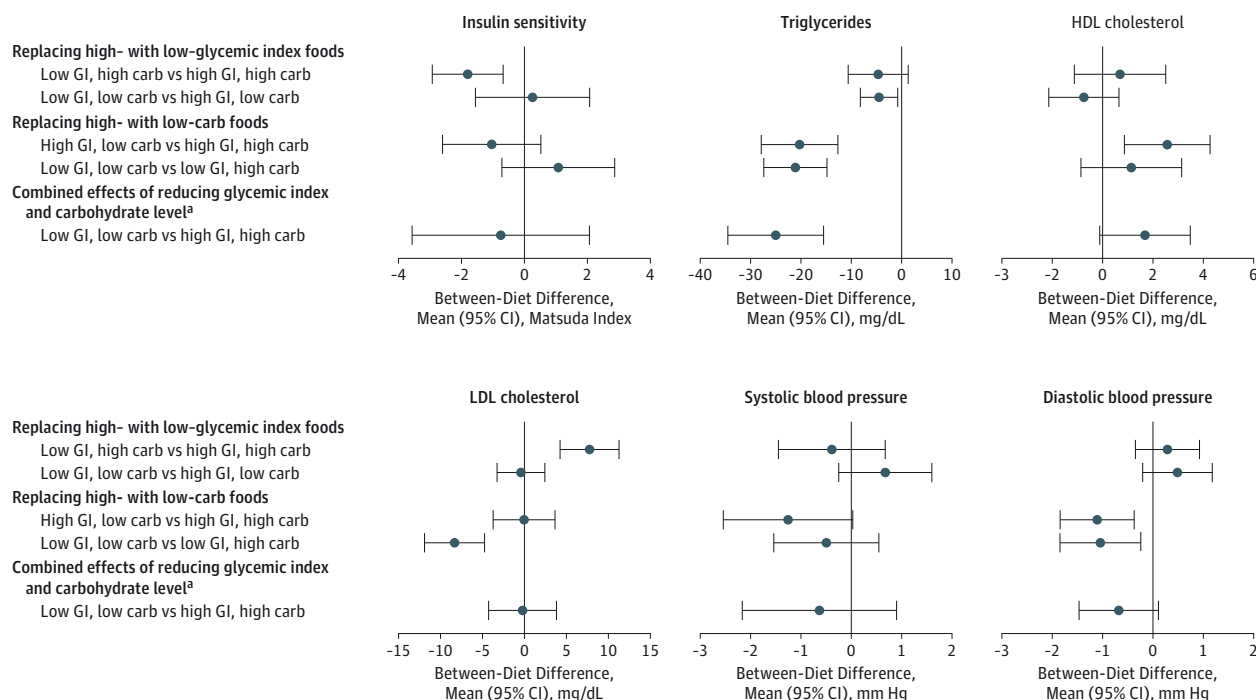 Insulin sensitivity
Triglycerides
HDL cholesterol
Replacing high- with low-glycemic index foods
Low GI, high carb vs high GI, high carb
Low GI, low carb vs high GI, low carb
Replacing high- with low-carb foods
High GI, low carb vs high GI, high carb
Low GI, low carb vs low GI, high carb
Combined effects of reducing glycemic index
and carbohydrate levelᵃ
Low GI, low carb vs high GI, high carb
-4 -2 0 2 4
Between-Diet Difference,
Mean (95% CI), Matsuda Index
-40 -30 -20 -10 0 10
Between-Diet Difference,
Mean (95% CI), mg/dL
-3 0 3 6
Between-Diet Difference,
Mean (95% CI), mg/dL
LDL cholesterol
Systolic blood pressure
Diastolic blood pressure
Replacing high- with low-glycemic index foods
Low GI, high carb vs high GI, high carb
Low GI, low carb vs high GI, low carb
Replacing high- with low-carb foods
High GI, low carb vs high GI, high carb
Low GI, low carb vs low GI, high carb
Combined effects of reducing glycemic index
and carbohydrate levelᵃ
Low GI, low carb vs high GI, high carb
-15 -10 -5 0 5 10 15
Between-Diet Difference,
Mean (95% CI), mg/dL
-3 -2 -1 0 1 2
Between-Diet Difference,
Mean (95% CI), mm Hg
-3 -2 -1 0 1 2
Between-Diet Difference,
Mean (95% CI), mm Hg